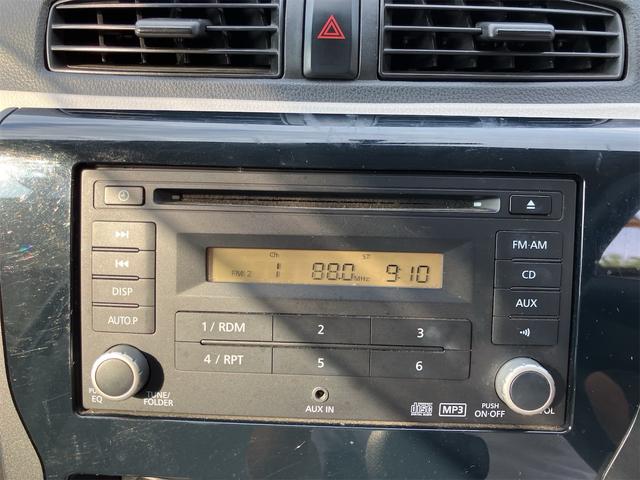 Ch ST
FM 2 1 88.0 MHz 9:10
FM·AM
CD
AUX
DISP
AUTO.P
1 / RDM 2 3
4 / RPT 5 6
EQ
TUNE/
FOLDER
AUX IN
disc
MP3
PUSH
ON·OFF